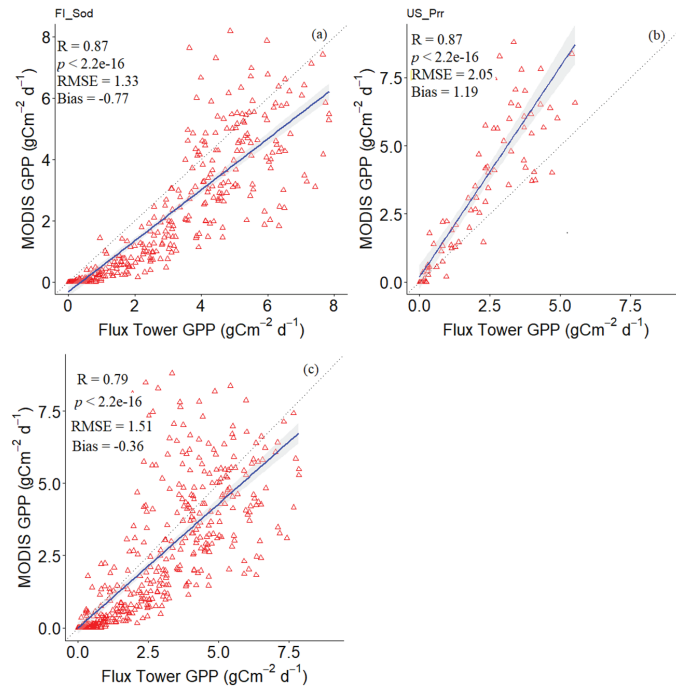 FI_Sod
(a)
R = 0.87
p < 2.2e-16
RMSE = 1.33
Bias = -0.77
MODIS GPP (gCm⁻² d⁻¹)
8
6
4
2
0
0 2 4 6 8
Flux Tower GPP (gCm⁻² d⁻¹)
US_Prr
(b)
R = 0.87
p < 2.2e-16
RMSE = 2.05
Bias = 1.19
MODIS GPP (gCm⁻² d⁻¹)
7.5
5.0
2.5
0.0
0.0 2.5 5.0 7.5
Flux Tower GPP (gCm⁻² d⁻¹)
(c)
R = 0.79
p < 2.2e-16
RMSE = 1.51
Bias = -0.36
MODIS GPP (gCm⁻² d⁻¹)
7.5
5.0
2.5
0.0
0.0 2.5 5.0 7.5
Flux Tower GPP (gCm⁻² d⁻¹)